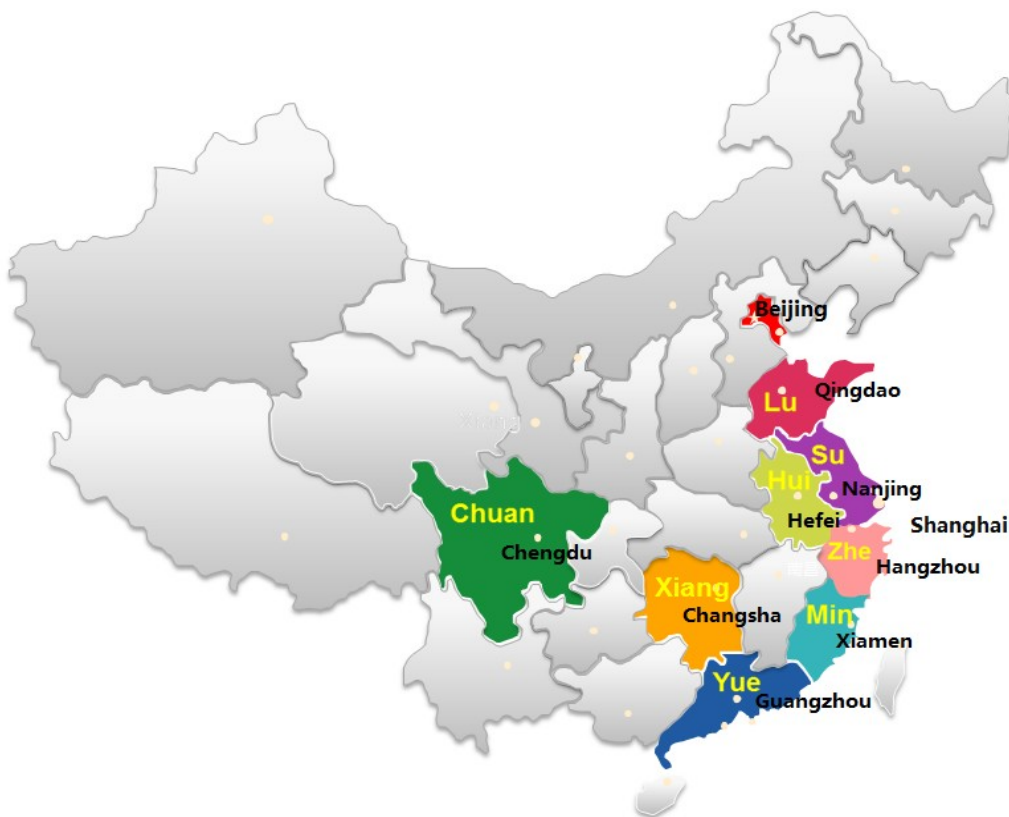 Beijing
Lu
Qingdao
Su
Hui
Nanjing
Chuan
Hefei
Shanghai
Chengdu
Zhe
Hangzhou
Xiang
Changsha
Min
Xiamen
Yue
Guangzhou